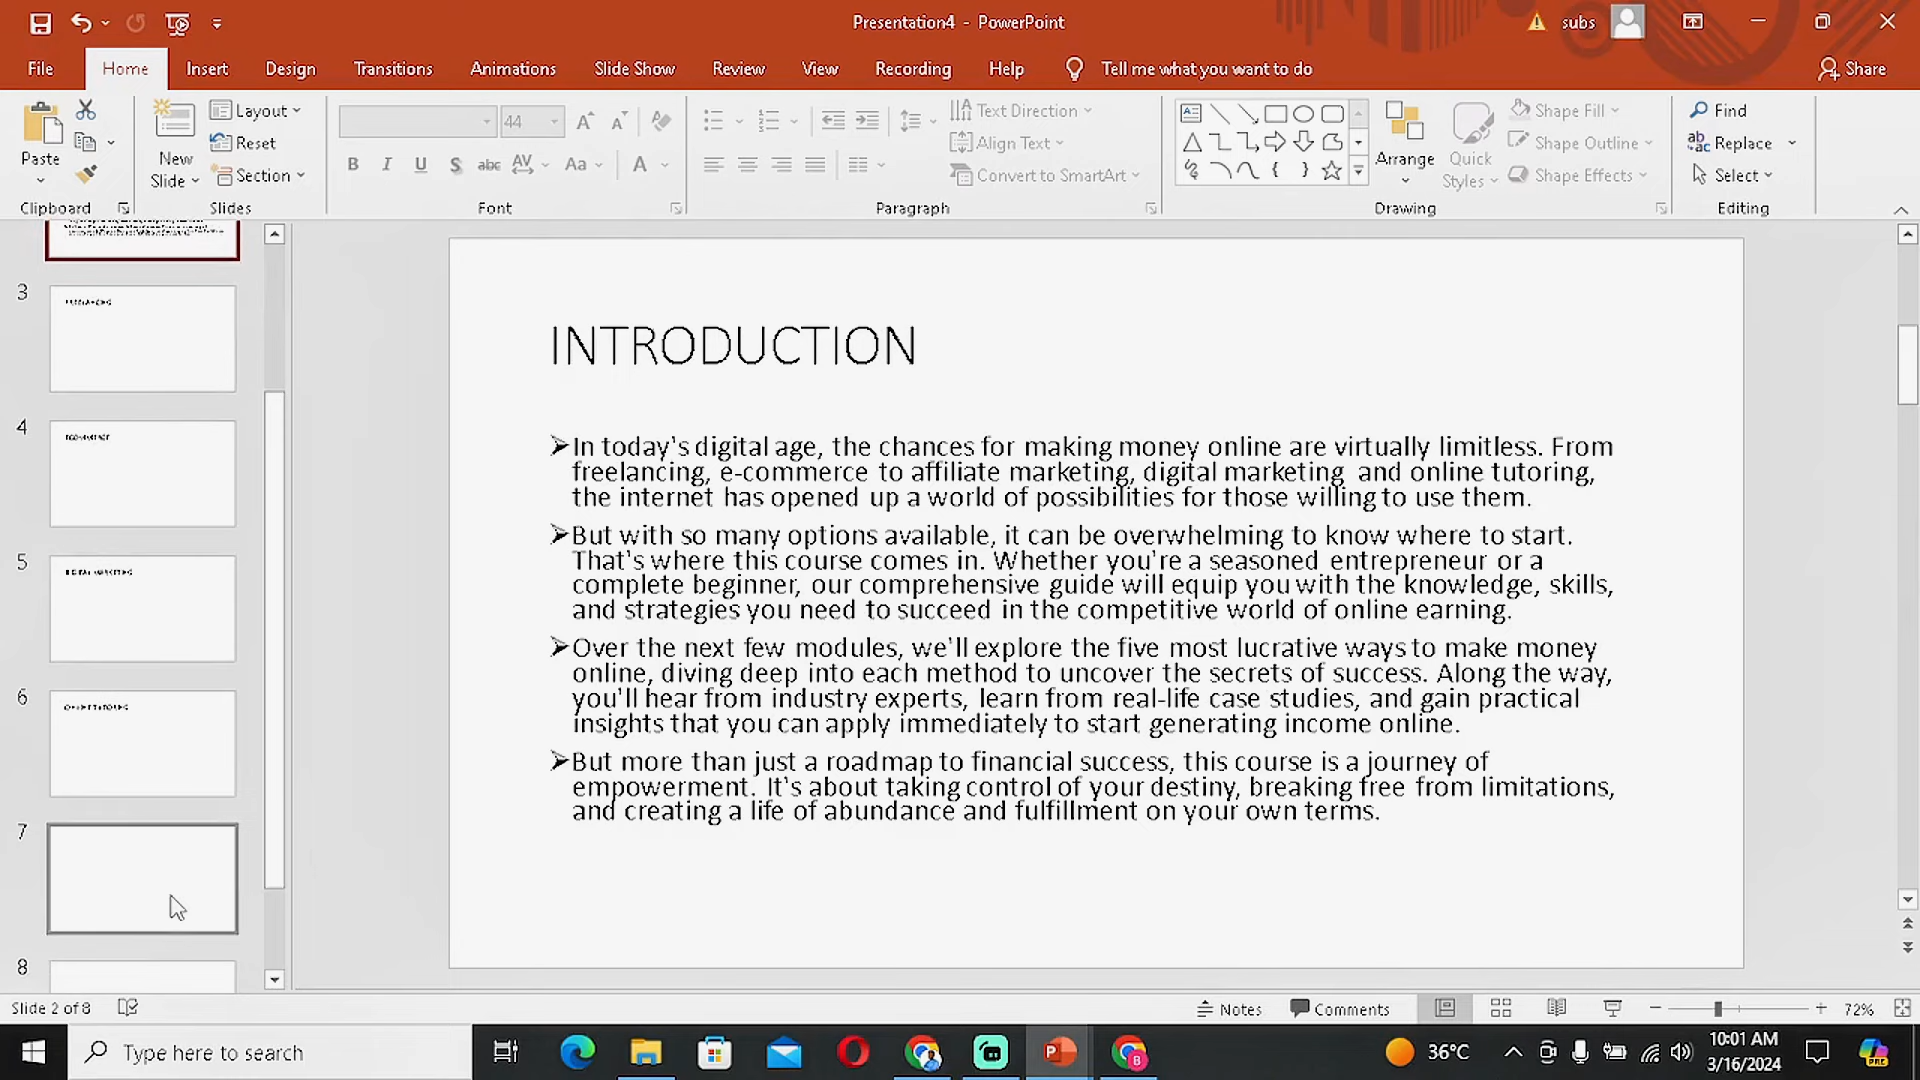 Presentation4 - PowerPoint
subs
File Home Insert Design Transitions Animations Slide Show Review View Recording Help Tell me what you want to do Share
Paste
New Slide
Layout
Reset
Section
44
Text Direction
Align Text
Convert to SmartArt
Arrange
Quick Styles
Shape Fill
Shape Outline
Shape Effects
Find
Replace
Select
Clipboard Slides Font Paragraph Drawing Editing
3
4
5
6
7
8
INTRODUCTION
➢In today's digital age, the chances for making money online are virtually limitless. From
freelancing, e-commerce to affiliate marketing, digital marketing and online tutoring,
the internet has opened up a world of possibilities for those willing to use them.
➢But with so many options available, it can be overwhelming to know where to start.
That's where this course comes in. Whether you're a seasoned entrepreneur or a
complete beginner, our comprehensive guide will equip you with the knowledge, skills,
and strategies you need to succeed in the competitive world of online earning.
➢Over the next few modules, we'll explore the five most lucrative ways to make money
online, diving deep into each method to uncover the secrets of success. Along the way,
you'll hear from industry experts, learn from real-life case studies, and gain practical
insights that you can apply immediately to start generating income online.
➢But more than just a roadmap to financial success, this course is a journey of
empowerment. It's about taking control of your destiny, breaking free from limitations,
and creating a life of abundance and fulfillment on your own terms.
Slide 2 of 8
Notes Comments 72%
Type here to search
36°C
10:01 AM
3/16/2024